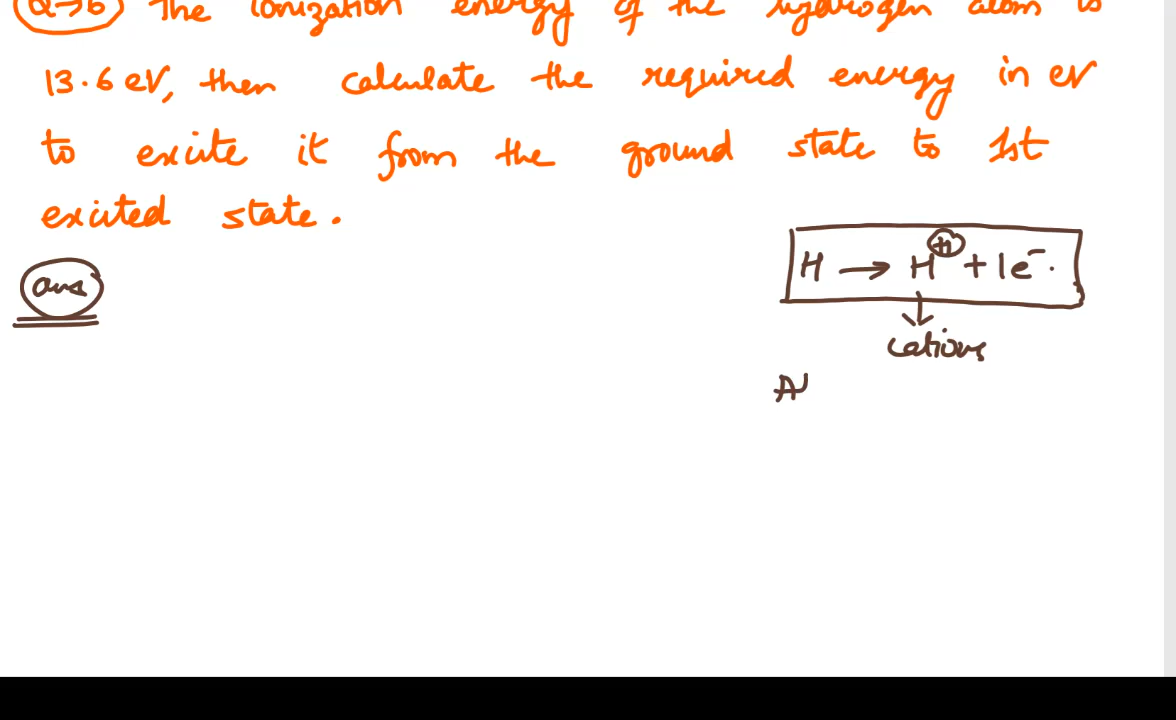 Q→6 The ionization energy of the hydrogen atom is
13.6 eV, then calculate the required energy in ev
to excite it from the ground state to 1st
excited state.
ans
H → H⁺ + 1e⁻.
cations